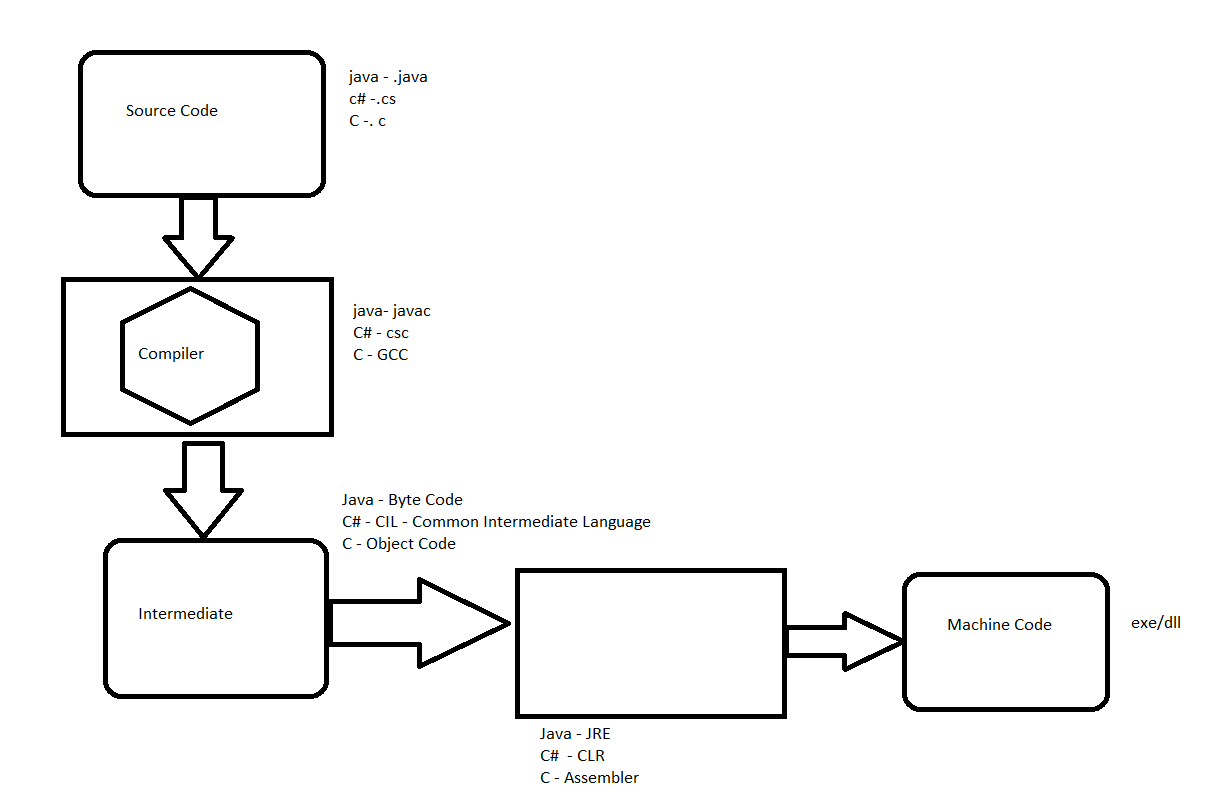 Source Code
java - .java
c# -.cs
C -. c
Compiler
java- javac
C# - csc
C - GCC
Java - Byte Code
C# - CIL - Common Intermediate Language
C - Object Code
Intermediate
Machine Code
exe/dll
Java - JRE
C#  - CLR
C - Assembler